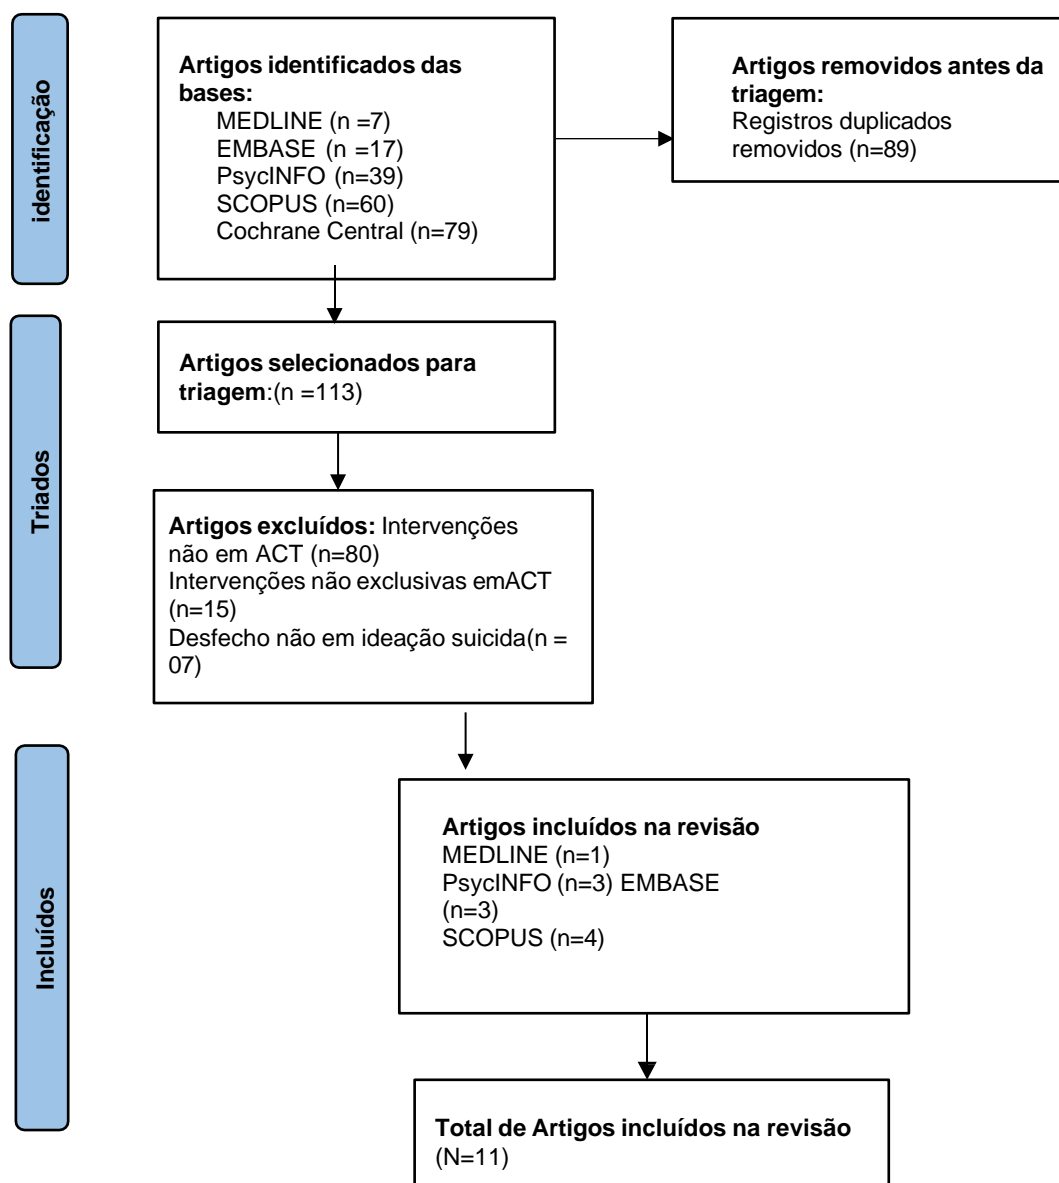 identificação
Artigos identificados das
bases:
MEDLINE (n =7)
EMBASE (n =17)
PsycINFO (n=39)
SCOPUS (n=60)
Cochrane Central (n=79)
Artigos removidos antes da
triagem:
Registros duplicados
removidos (n=89)
Triados
Artigos selecionados para
triagem:(n =113)
Artigos excluídos: Intervenções
não em ACT (n=80)
Intervenções não exclusivas emACT
(n=15)
Desfecho não em ideação suicida(n =
07)
Incluídos
Artigos incluídos na revisão
MEDLINE (n=1)
PsycINFO (n=3) EMBASE
(n=3)
SCOPUS (n=4)
Total de Artigos incluídos na revisão
(N=11)